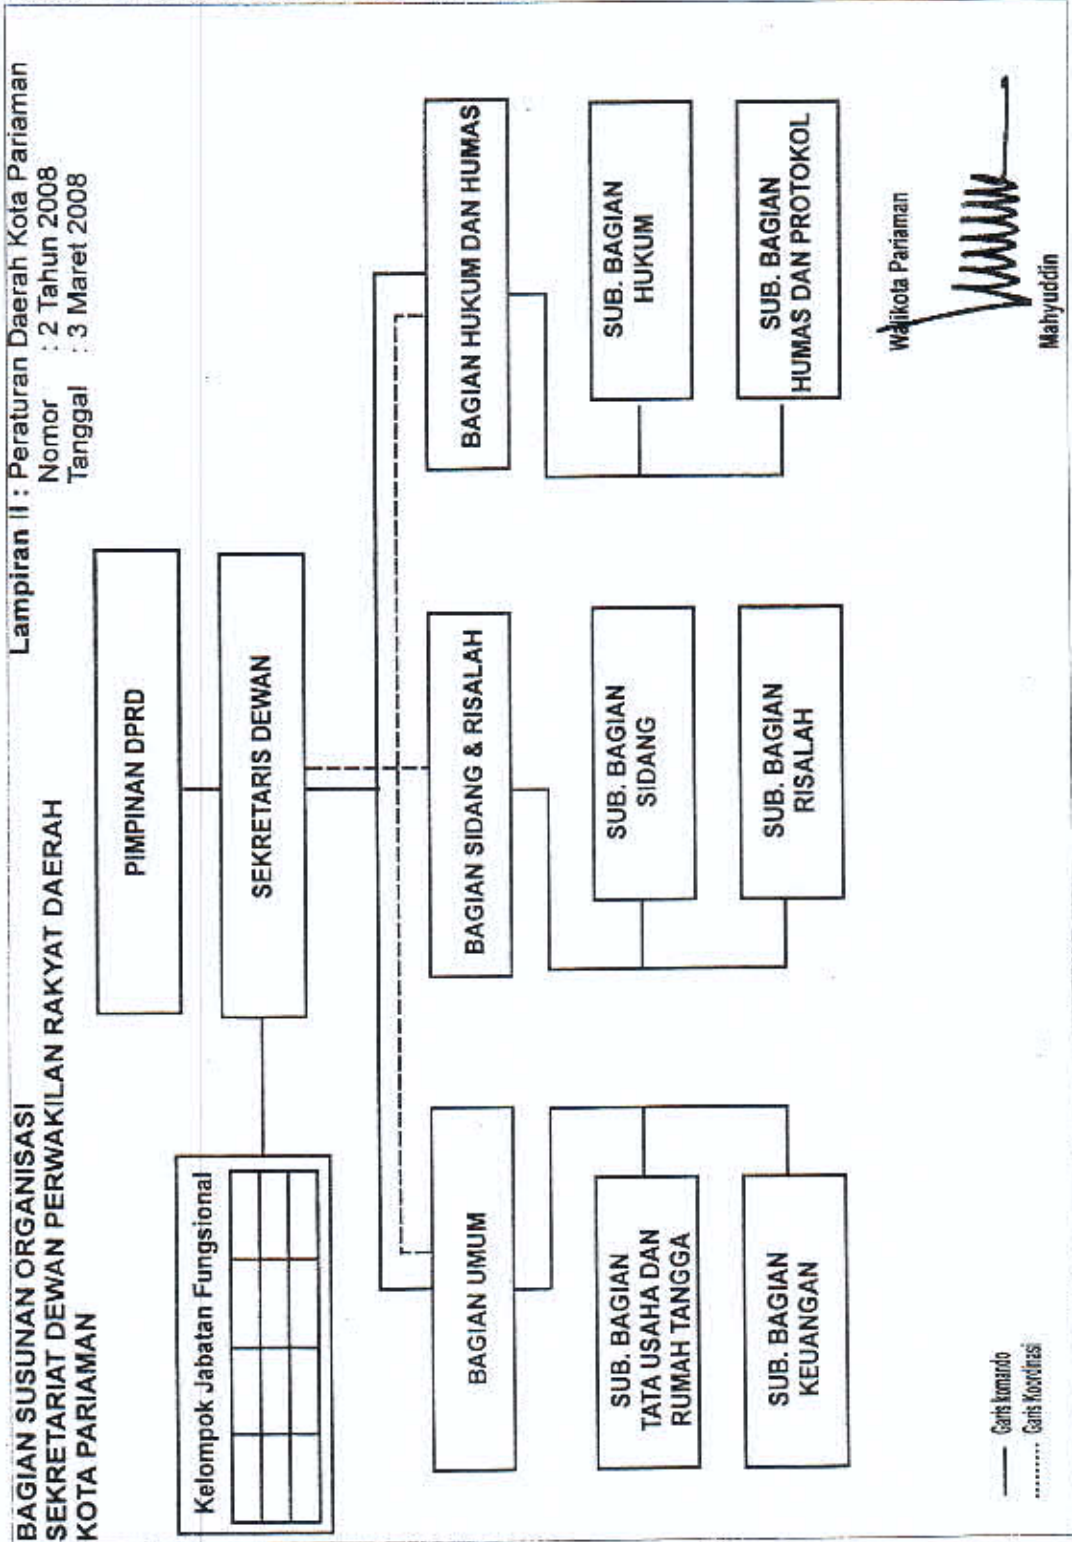 BAGIAN SUSUNAN ORGANISASI
SEKRETARIAT DEWAN PERWAKILAN RAKYAT DAERAH
KOTA PARIAMAN
Lampiran II : Peraturan Daerah Kota Pariaman
Nomor : 2 Tahun 2008
Tanggal : 3 Maret 2008
PIMPINAN DPRD
SEKRETARIS DEWAN
Kelompok Jabatan Fungsional
BAGIAN UMUM
BAGIAN SIDANG & RISALAH
BAGIAN HUKUM DAN HUMAS
SUB. BAGIAN
TATA USAHA DAN
RUMAH TANGGA
SUB. BAGIAN
SIDANG
SUB. BAGIAN
HUKUM
SUB. BAGIAN
KEUANGAN
SUB. BAGIAN
RISALAH
SUB. BAGIAN
HUMAS DAN PROTOKOL
Walikota Pariaman
Mahyuddin
Garis komando
Garis Koordinasi